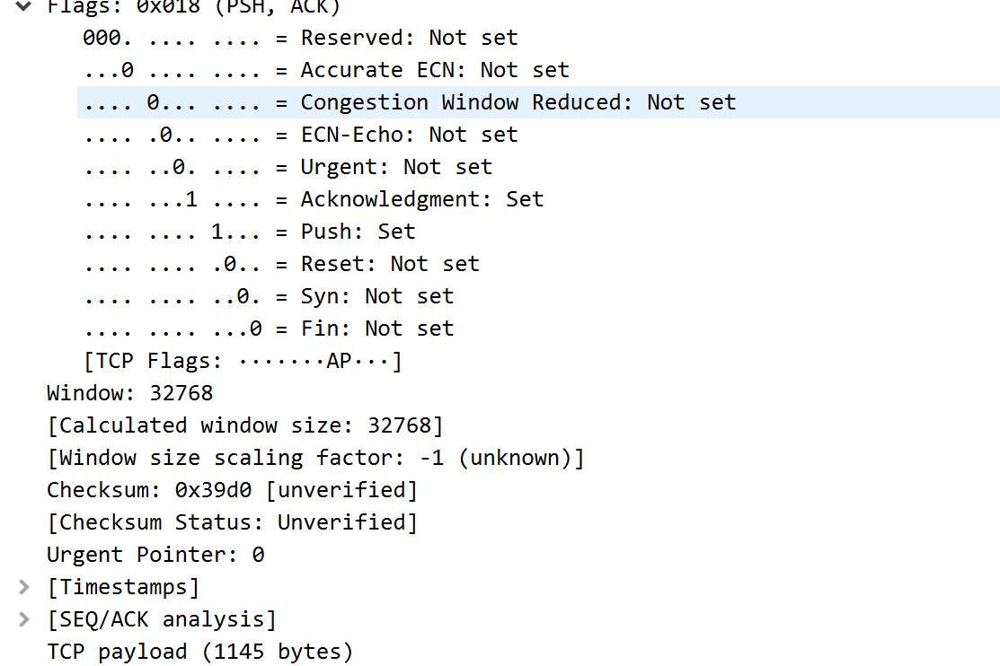 Flags: 0x018 (PSH, ACK)
000. .... .... = Reserved: Not set
...0 .... .... = Accurate ECN: Not set
.... 0... .... = Congestion Window Reduced: Not set
.... .0.. .... = ECN-Echo: Not set
.... ..0. .... = Urgent: Not set
.... ...1 .... = Acknowledgment: Set
.... .... 1... = Push: Set
.... .... .0.. = Reset: Not set
.... .... ..0. = Syn: Not set
.... .... ...0 = Fin: Not set
[TCP Flags: ·······AP···]
Window: 32768
[Calculated window size: 32768]
[Window size scaling factor: -1 (unknown)]
Checksum: 0x39d0 [unverified]
[Checksum Status: Unverified]
Urgent Pointer: 0
[Timestamps]
[SEQ/ACK analysis]
TCP payload (1145 bytes)